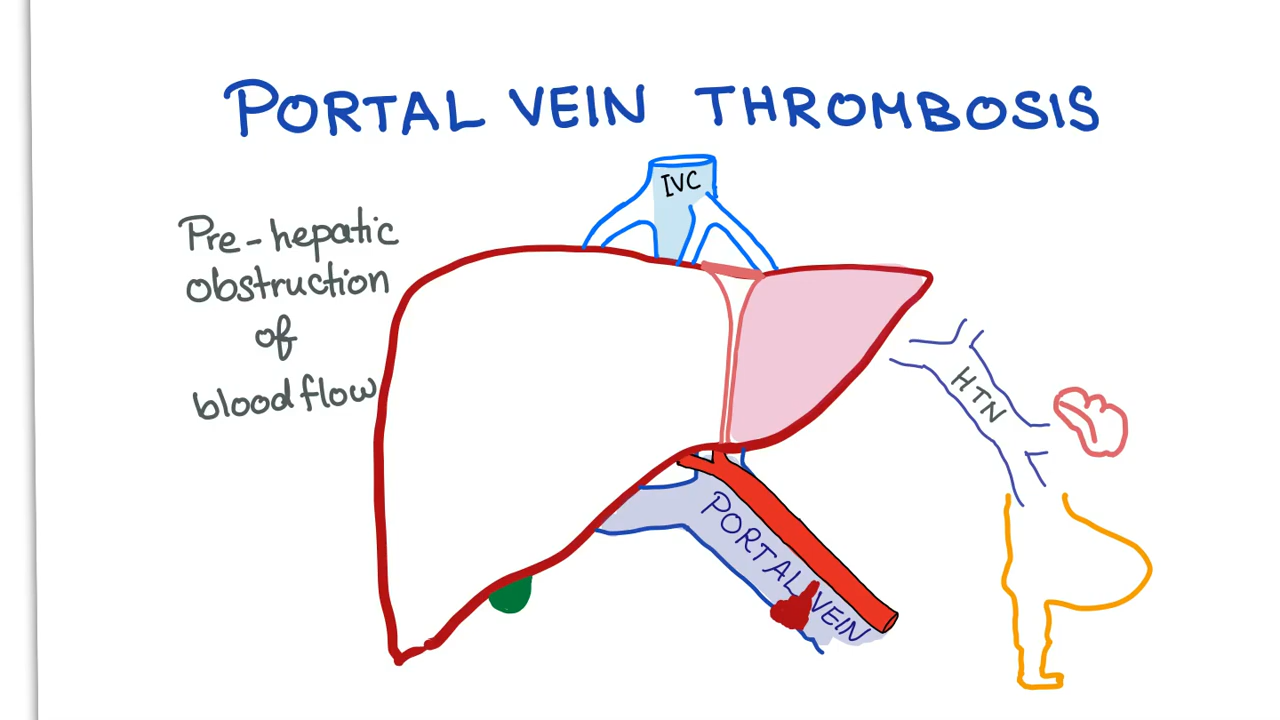 PORTAL VEIN THROMBOSIS
IVC
Pre-hepatic
obstruction
of
blood flow
HTN
PORTAL VEIN